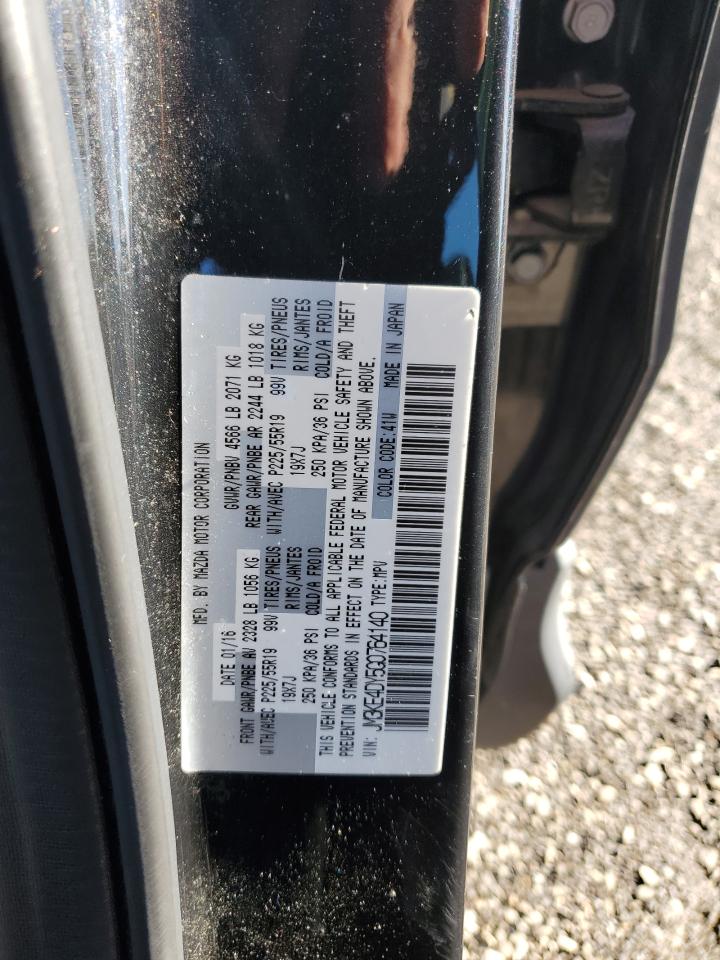 MFD. BY MAZDA MOTOR CORPORATION
DATE 01/16 GVWR/PNBV 4566 LB 2071 KG
FRONT GAWR/PNBE AV 2328 LB 1056 KG REAR GAWR/PNBE AR 2244 LB 1018 KG
WITH/AVEC P225/55R19 99V TIRES/PNEUS WITH/AVEC P225/55R19 99V TIRES/PNEUS
19X7J RIMS/JANTES 19X7J RIMS/JANTES
250 KPA/36 PSI COLD/A FROID 250 KPA/36 PSI COLD/A FROID
THIS VEHICLE CONFORMS TO ALL APPLICABLE FEDERAL MOTOR VEHICLE SAFETY AND THEFT
PREVENTION STANDARDS IN EFFECT ON THE DATE OF MANUFACTURE SHOWN ABOVE.
VIN: JM3KE4DY5G0764140 TYPE:MPV COLOR CODE:41W MADE IN JAPAN